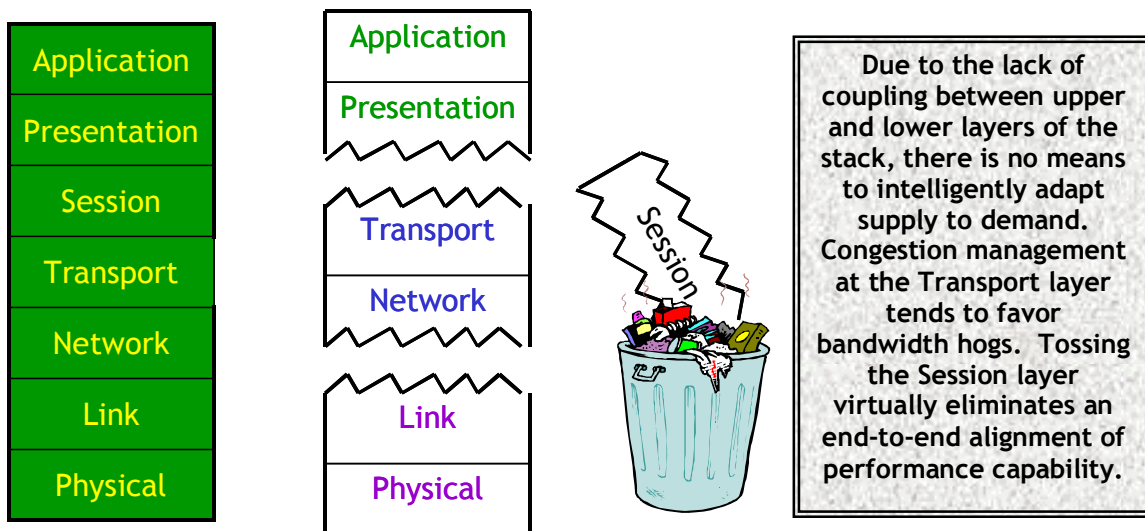 Application
Presentation
Session
Transport
Network
Link
Physical
Application
Presentation
Transport
Network
Link
Physical
Session
Due to the lack of
coupling between upper
and lower layers of the
stack, there is no means
to intelligently adapt
supply to demand.
Congestion management
at the Transport layer
tends to favor
bandwidth hogs. Tossing
the Session layer
virtually eliminates an
end-to-end alignment of
performance capability.